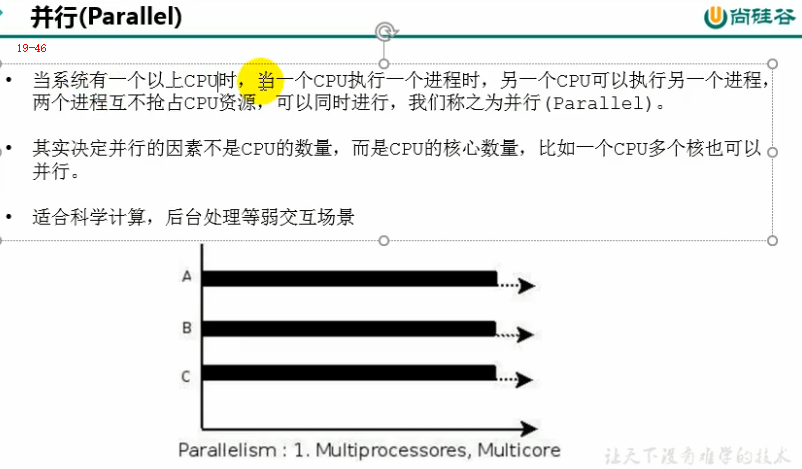 并行(Parallel)
尚硅谷
19-46
• 当系统有一个以上CPU时，当一个CPU执行一个进程时，另一个CPU可以执行另一个进程，
两个进程互不抢占CPU资源，可以同时进行，我们称之为并行(Parallel)。
• 其实决定并行的因素不是CPU的数量，而是CPU的核心数量，比如一个CPU多个核也可以
并行。
• 适合科学计算，后台处理等弱交互场景
A
B
C
Parallelism : 1. Multiprocessores, Multicore
让天下没有难学的技术